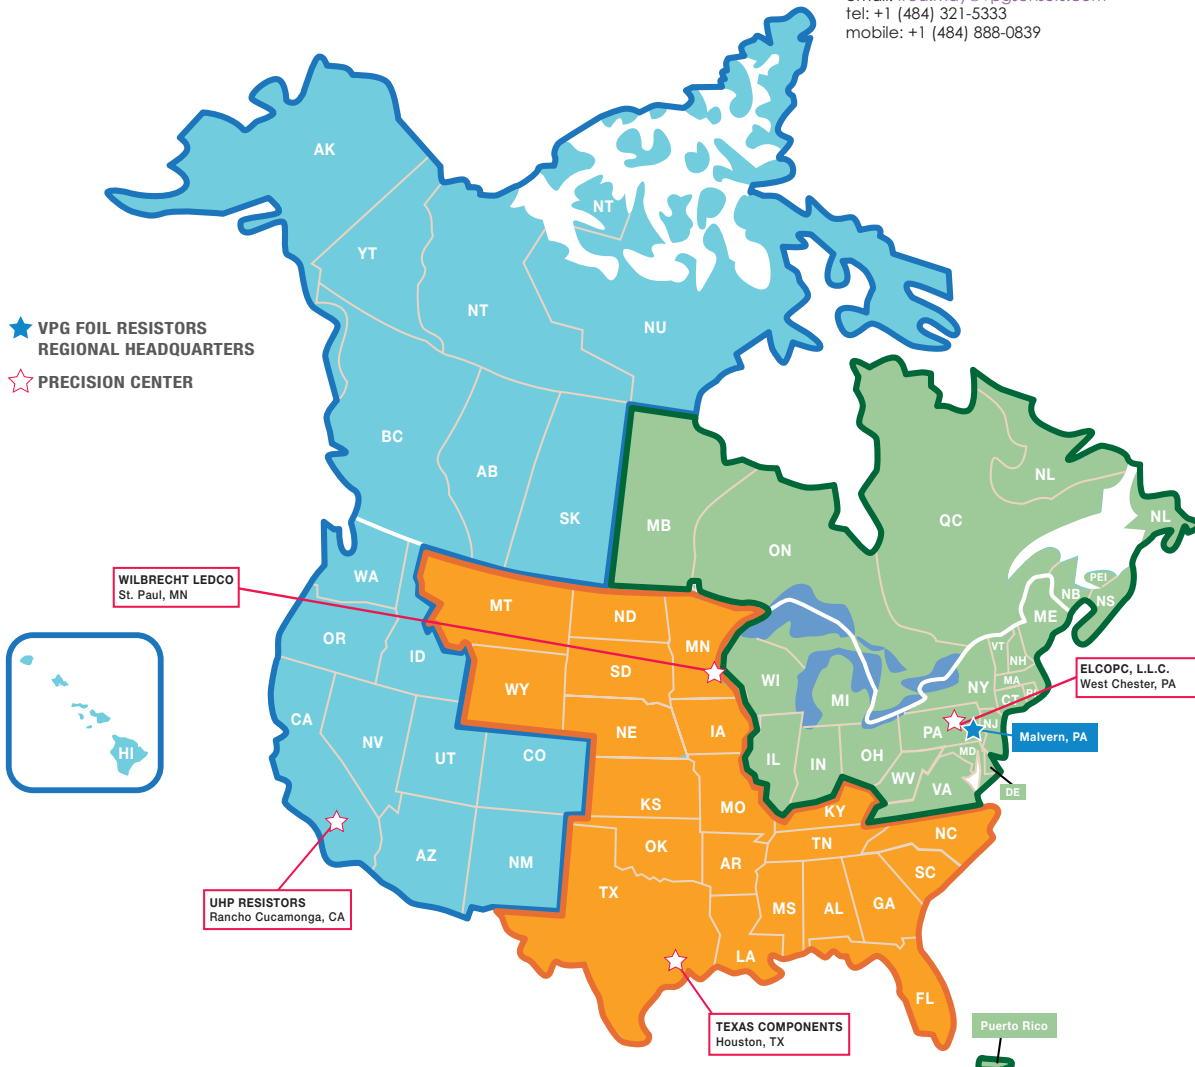 tel: +1 (484) 321-5333
mobile: +1 (484) 888-0839
AK
NT
YT
NT
NU
VPG FOIL RESISTORS
REGIONAL HEADQUARTERS
PRECISION CENTER
BC
AB
SK
MB
ON
QC
NL
NL
PEI
NB
NS
ME
WILBRECHT LEDCO
St. Paul, MN
WA
OR
ID
MT
ND
MN
SD
WY
WI
MI
VT
NH
MA
NY
CT
ELCOPC, L.L.C.
West Chester, PA
CA
NV
UT
CO
NE
IA
IL
IN
OH
PA
NJ
Malvern, PA
MD
WV
VA
DE
HI
KS
MO
KY
AZ
NM
OK
AR
TN
NC
SC
TX
MS
AL
GA
LA
FL
UHP RESISTORS
Rancho Cucamonga, CA
TEXAS COMPONENTS
Houston, TX
Puerto Rico